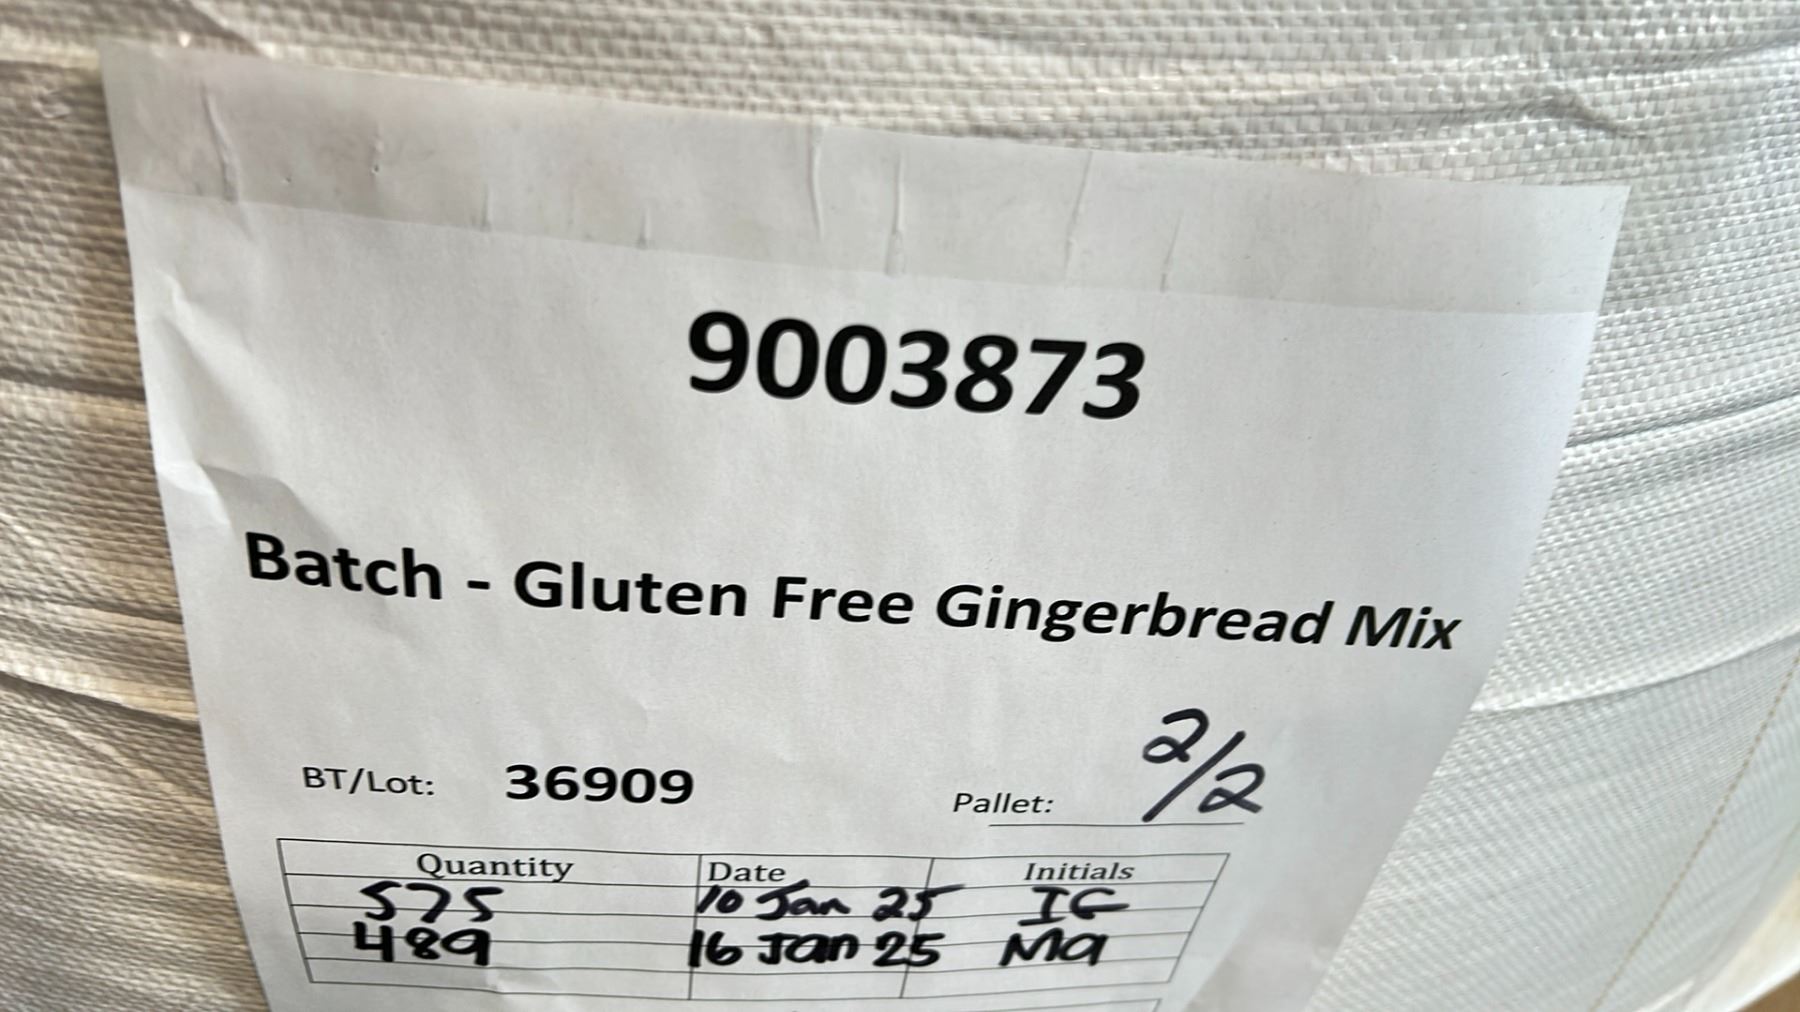 9003873
Batch - Gluten Free Gingerbread Mix
BT/Lot: 36909 Pallet: 2/2
Quantity Date Initials
575 10 Jan 25 IG
489 16 Jan 25 Ma